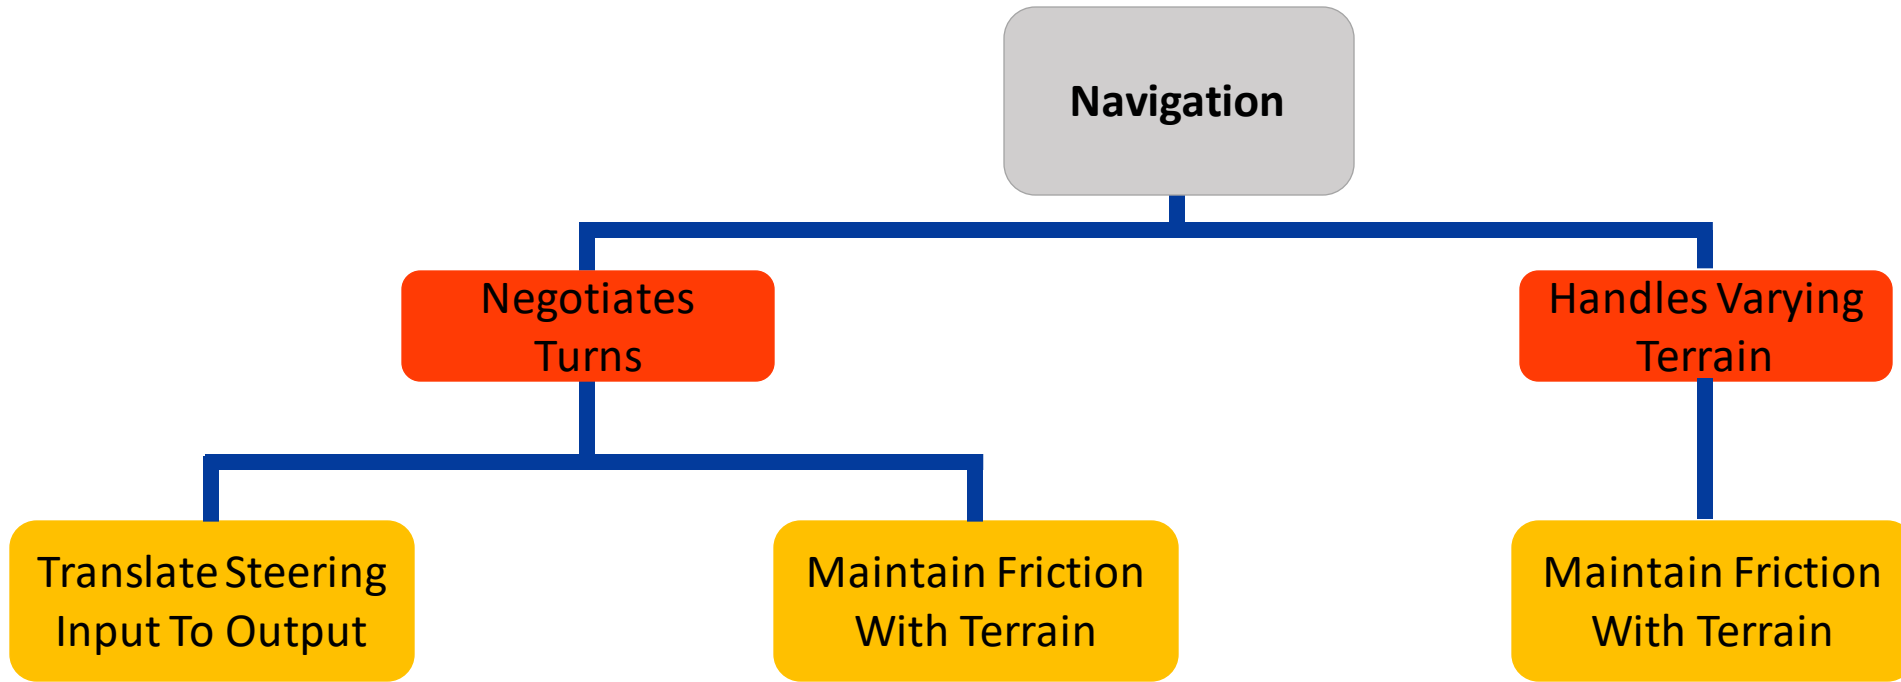 Navigation
Negotiates
Turns
Handles Varying
Terrain
Translate Steering
Input To Output
Maintain Friction
With Terrain
Maintain Friction
With Terrain